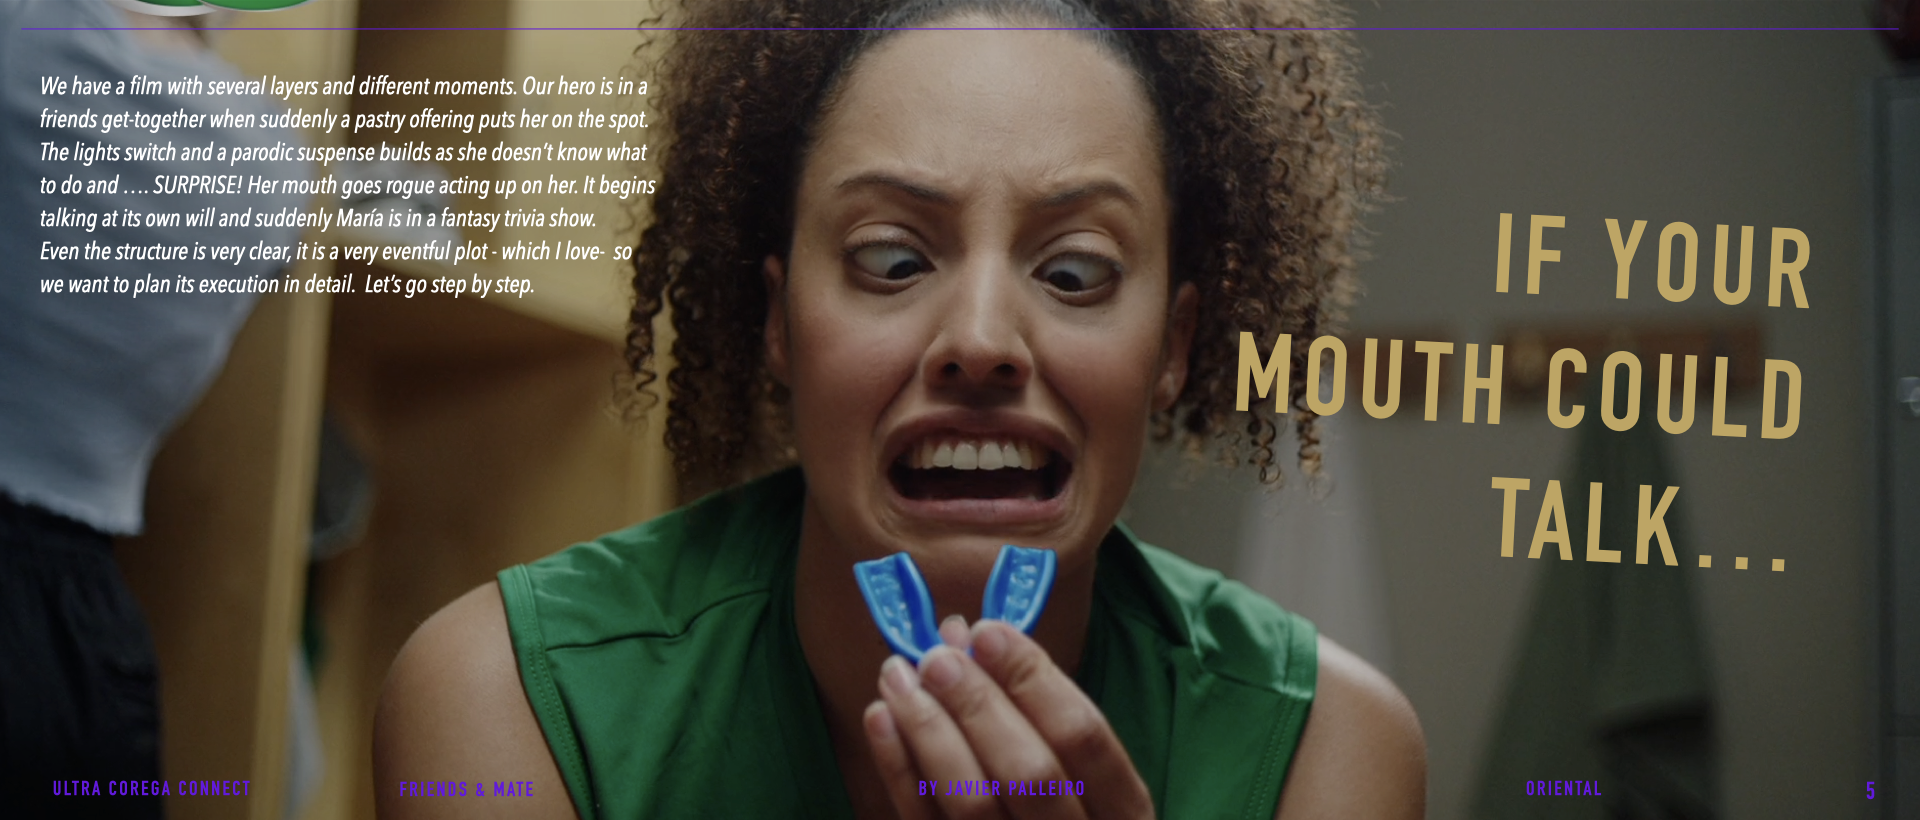 We have a film with several layers and different moments. Our hero is in a
friends get-together when suddenly a pastry offering puts her on the spot.
The lights switch and a parodic suspense builds as she doesn't know what
to do and …. SURPRISE! Her mouth goes rogue acting up on her. It begins
talking at its own will and suddenly María is in a fantasy trivia show.
Even the structure is very clear, it is a very eventful plot - which I love-  so
we want to plan its execution in detail.  Let's go step by step.
IF YOUR
MOUTH COULD
TALK...
ULTRA COREGA CONNECT
FRIENDS & MATE
BY JAVIER PALLEIRO
ORIENTAL
5